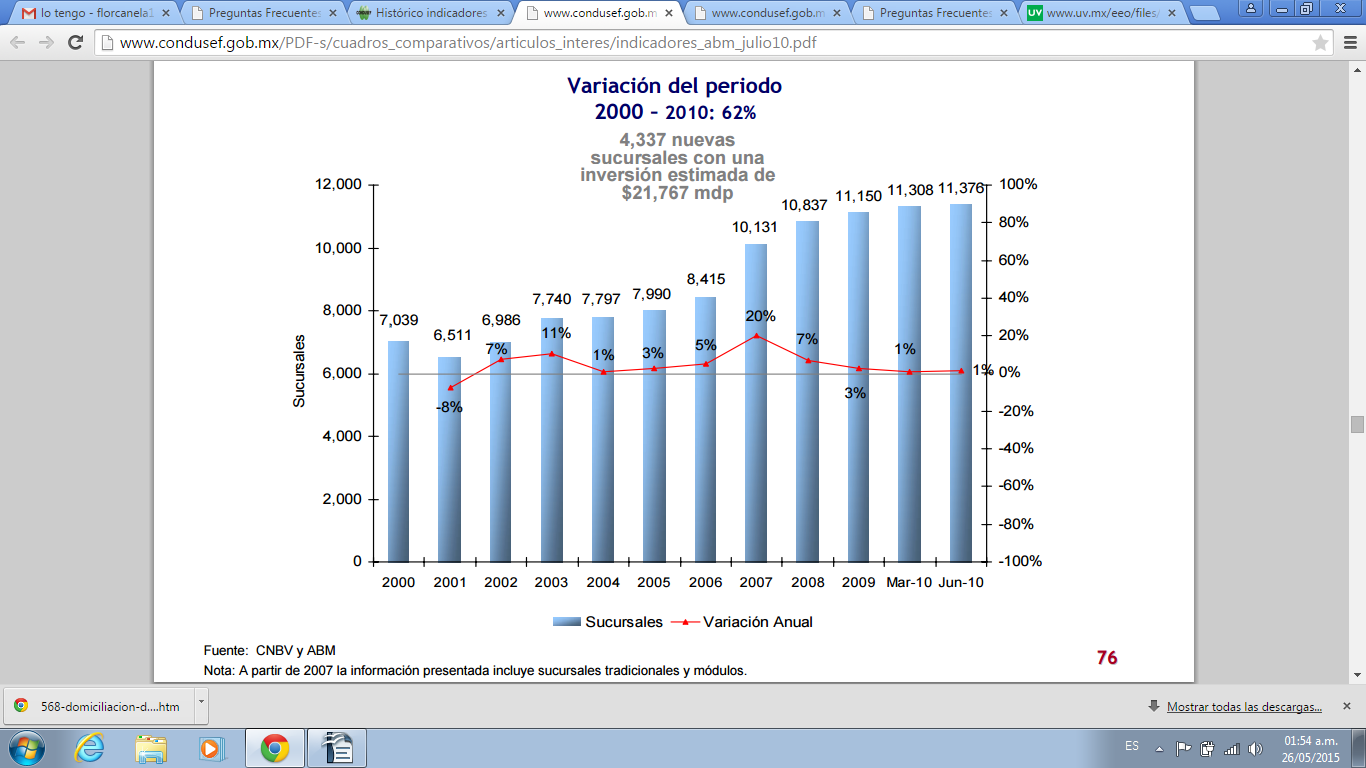 lo tengo - florcanela1
Preguntas Frecuentes
Histórico indicadores
www.condusef.gob.m
www.condusef.gob.m
Preguntas Frecuentes
UV www.uv.mx/eeo/files/
www.condusef.gob.mx/PDF-s/cuadros_comparativos/articulos_interes/indicadores_abm_julio10.pdf
Variación del periodo
2000 – 2010: 62%
4,337 nuevas
sucursales con una
inversión estimada de
$21,767 mdp
Sucursales
12,000
10,000
8,000
6,000
4,000
2,000
0
7,039
6,511
6,986
7,740
7,797
7,990
8,415
10,131
10,837
11,150
11,308
11,376
-8%
7%
11%
1%
3%
5%
20%
7%
3%
1%
1%
100%
80%
60%
40%
20%
0%
-20%
-40%
-60%
-80%
-100%
2000 2001 2002 2003 2004 2005 2006 2007 2008 2009 Mar-10 Jun-10
Sucursales Variación Anual
Fuente: CNBV y ABM
Nota: A partir de 2007 la información presentada incluye sucursales tradicionales y módulos.
76
568-domiciliacion-d....htm
Mostrar todas las descargas...
ES
01:54 a.m.
26/05/2015